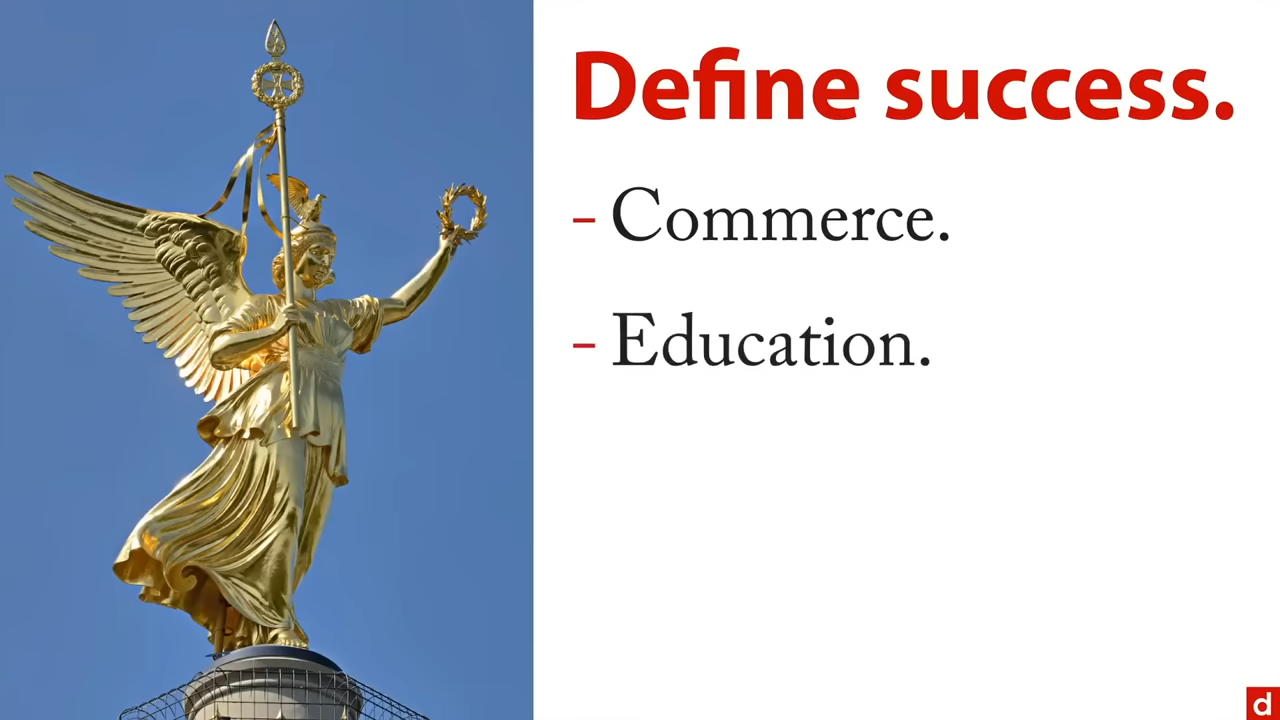 Define success.
- Commerce.
- Education.
d